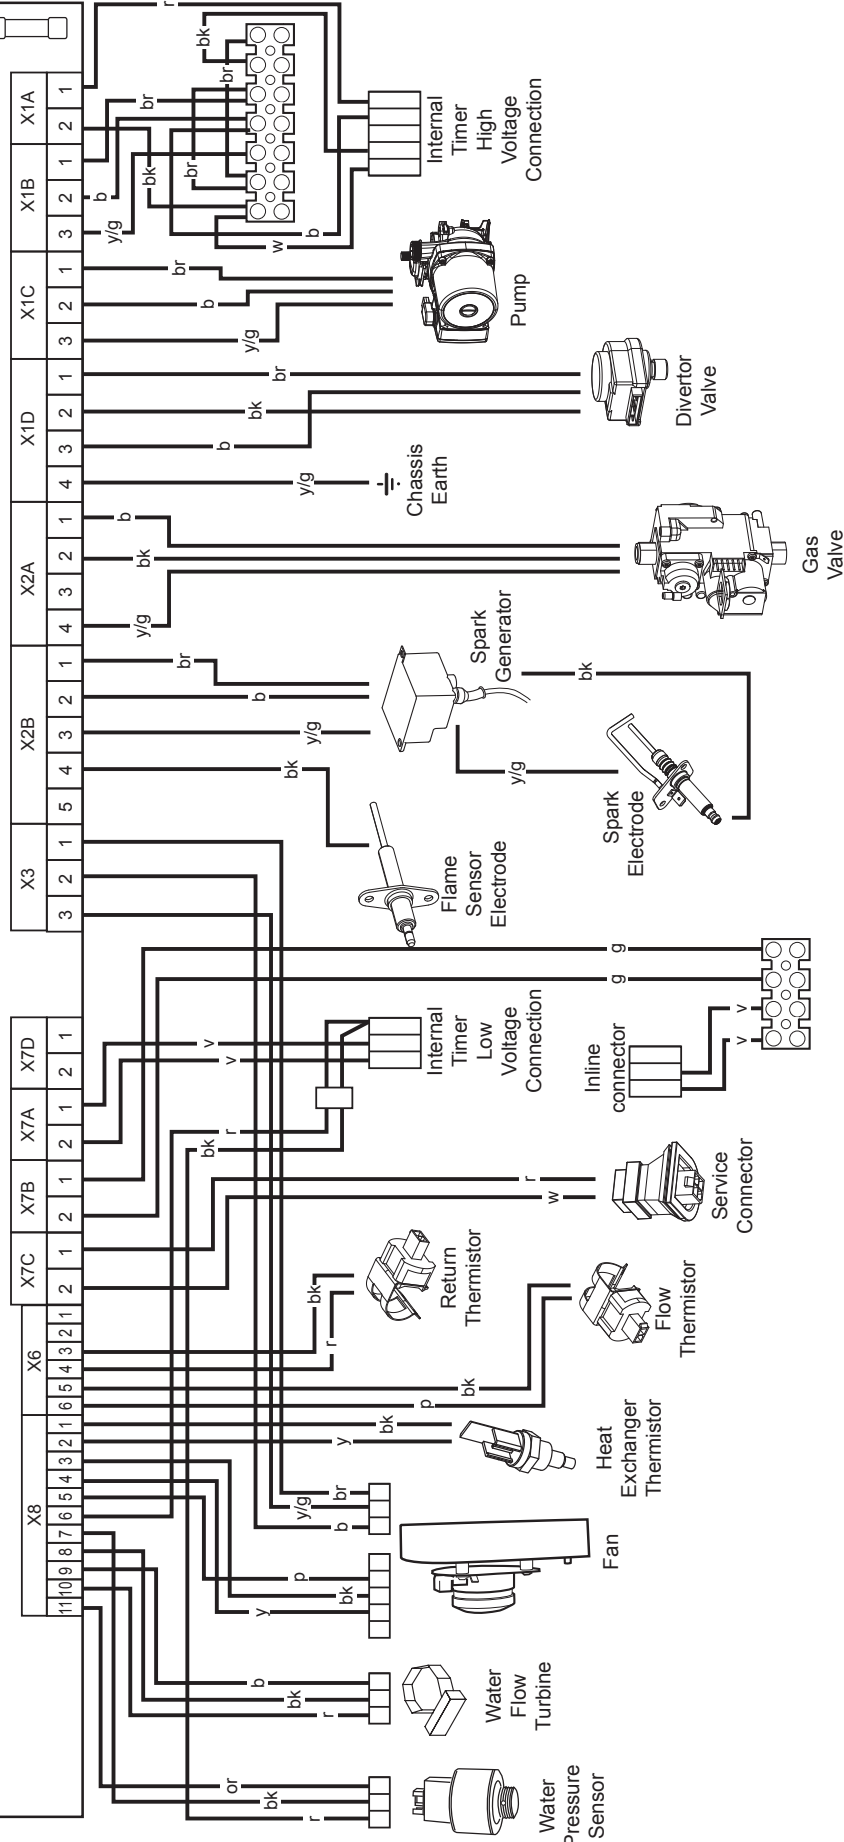 X8 X6 X7C X7B X7A X7D X3 X2B X2A X1D X1C X1B X1A
11 10 9 8 7 6 5 4 3 2 1 6 5 4 3 2 1 2 1 2 1 2 1 2 1 3 2 1 5 4 3 2 1 4 3 2 1 4 3 2 1 3 2 1 3 2 1 2 1
r
bk
or
Water
Pressure
Sensor
r
bk
b
Water
Flow
Turbine
y
bk
p
b
y/g
br
Fan
y
bk
Heat
Exchanger
Thermistor
p
bk
Flow
Thermistor
r
bk
Return
Thermistor
w
r
Service
Connector
bk
r
v
v
Internal
Timer
Low
Voltage
Connection
Inline
connector
v
v
g
g
bk
Flame
Sensor
Electrode
y/g
b
br
Spark
Generator
y/g
bk
Spark
Electrode
y/g
bk
b
Gas
Valve
y/g
Chassis
Earth
b
bk
br
Divertor
Valve
y/g
b
br
Pump
y/g
b
bk
br
w
b
br
br
bk
r
Internal
Timer
High
Voltage
Connection